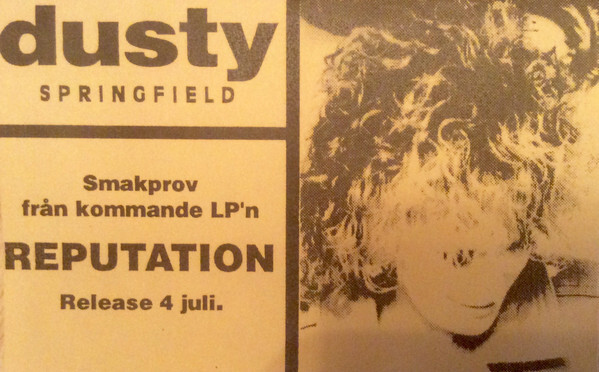 dusty
SPRINGFIELD
Smakprov
från kommande LP'n
REPUTATION
Release 4 juli.